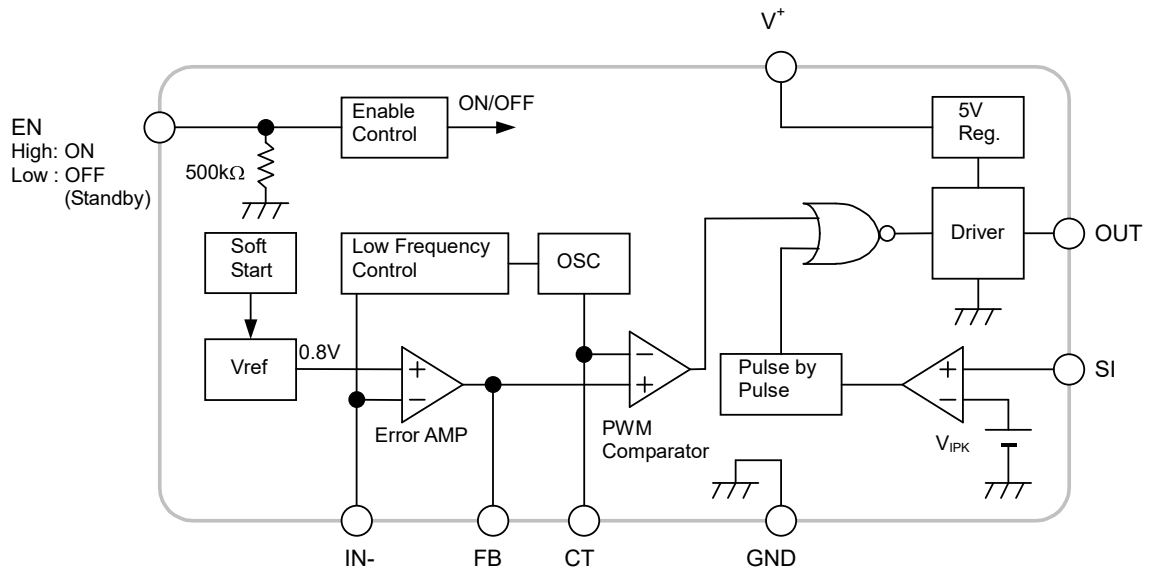 V+
EN
High: ON
Low : OFF
(Standby)
500kΩ
Enable
Control
ON/OFF
5V
Reg.
Soft
Start
Low Frequency
Control
OSC
Driver
OUT
Vref
0.8V
+
−
Error AMP
−
+
PWM
Comparator
Pulse by
Pulse
+
−
SI
VIPK
IN-
FB
CT
GND